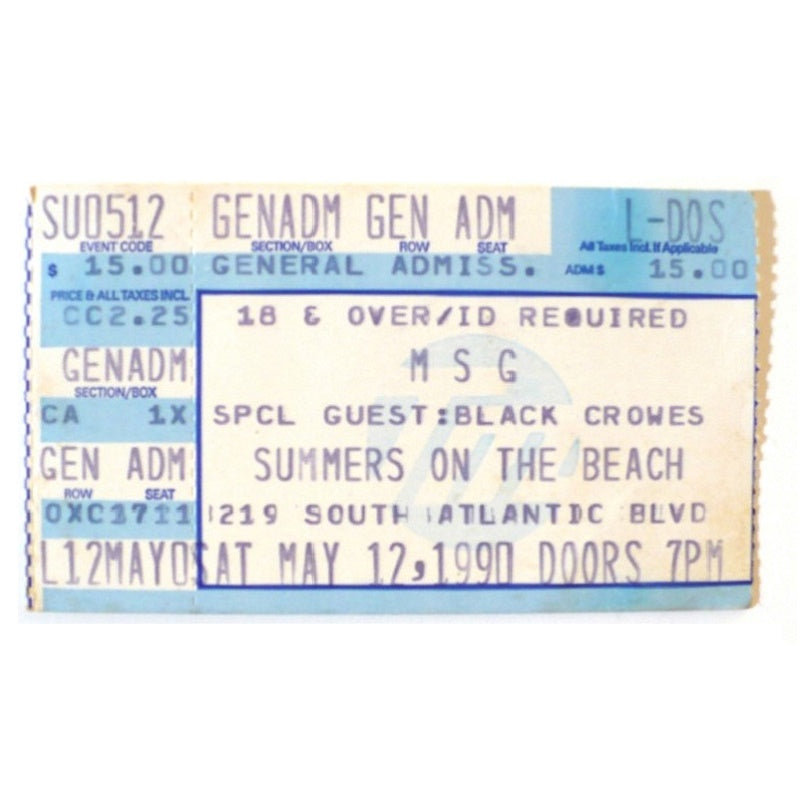 SU0512 GENADM GEN ADM L-DOS
EVENT CODE SECTION/BOX ROW SEAT All Taxes Incl. If Applicable
$ 15.00 GENERAL ADMISS. ADM $ 15.00
PRICE & ALL TAXES INCL.
CC2.25 18 & OVER/ID REQUIRED
GENADM M S G
SECTION/BOX
CA 1X SPCL GUEST:BLACK CROWES
GEN ADM SUMMERS ON THE BEACH
ROW SEAT
OXC1711 219 SOUTH ATLANTIC BLVD
L12MAY0 SAT MAY 12,1990 DOORS 7PM